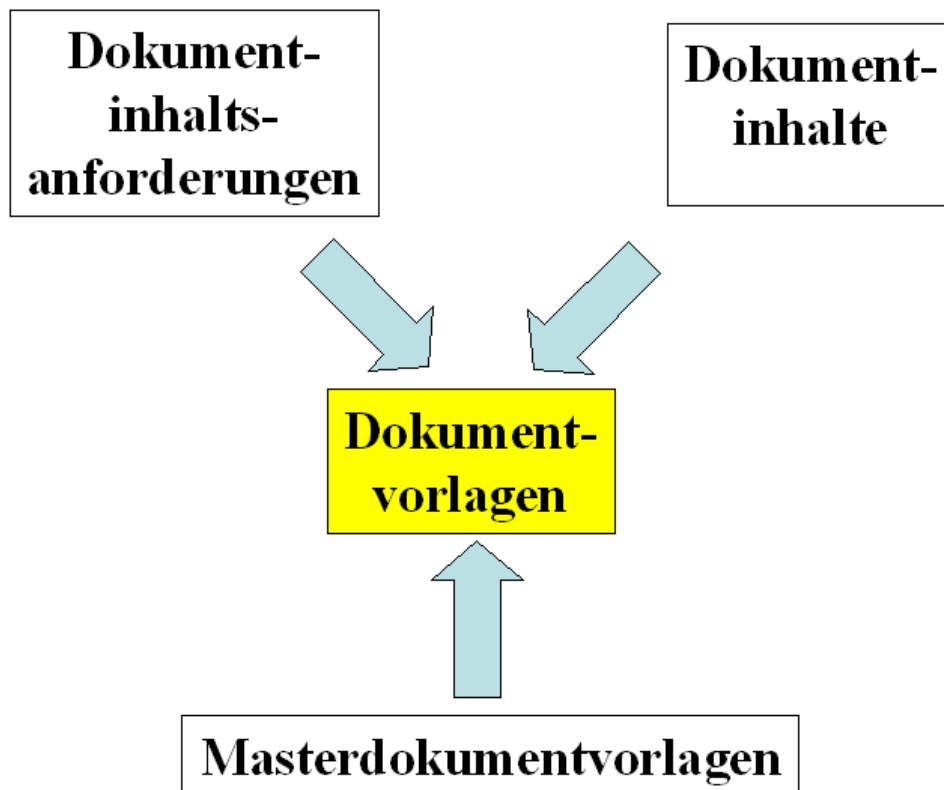 Dokument-
inhalts-
anforderungen
Dokument-
inhalte
Dokument-
vorlagen
Masterdokumentvorlagen